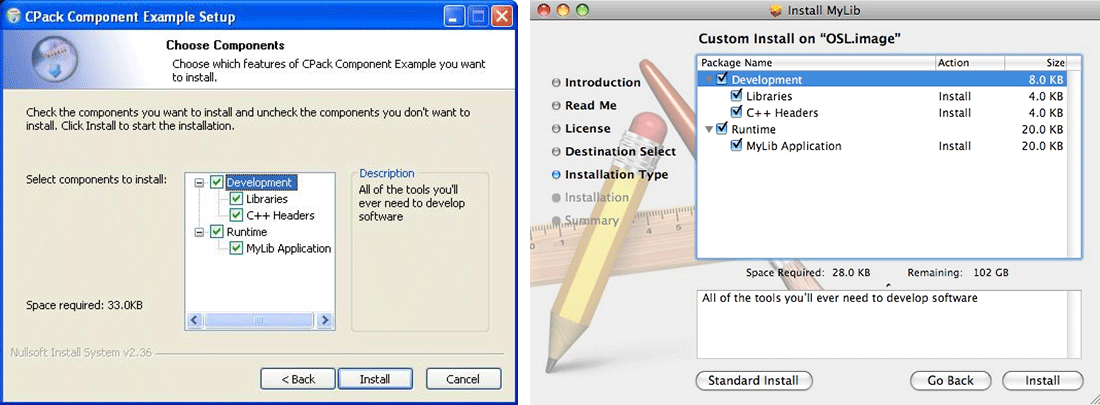 CPack Component Example Setup
Choose Components
Choose which features of CPack Component Example you want
to install.
Check the components you want to install and uncheck the components you don't want to
install. Click Install to start the installation.
Select components to install:
Development
Libraries
C++ Headers
Runtime
MyLib Application
Description
All of the tools you'll
ever need to develop
software
Space required: 33.0KB
Nullsoft Install System v2.36
< Back
Install
Cancel
Install MyLib
Custom Install on “OSL.image”
Introduction
Read Me
License
Destination Select
Installation Type
Installation
Summary
Package Name Action Size
Development 8.0 KB
Libraries Install 4.0 KB
C++ Headers Install 4.0 KB
Runtime 20.0 KB
MyLib Application Install 20.0 KB
Space Required: 28.0 KB Remaining: 102 GB
All of the tools you'll ever need to develop software
Standard Install
Go Back
Install